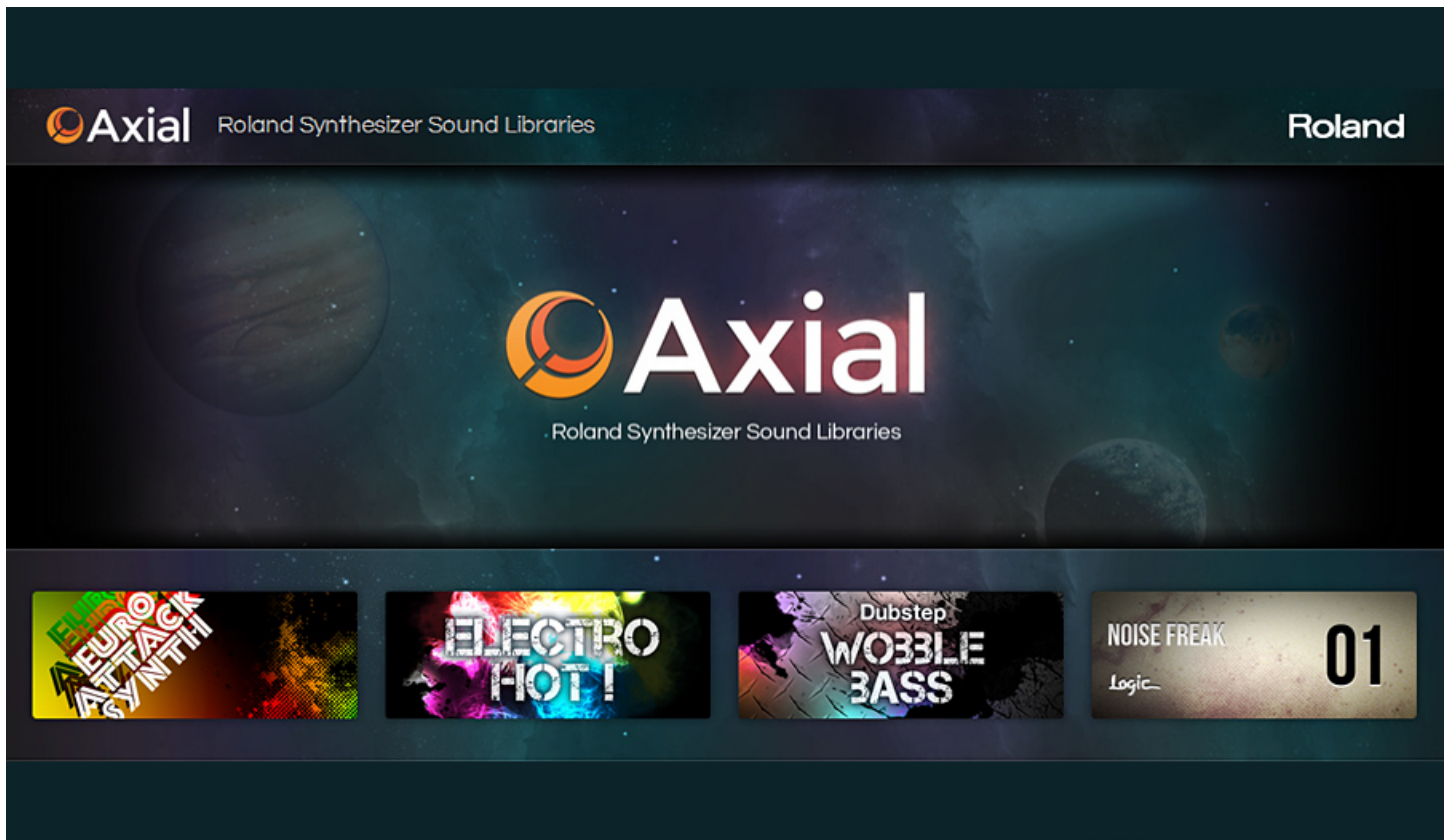 Axial
Roland Synthesizer Sound Libraries
Roland
Axial
Roland Synthesizer Sound Libraries
EURO
ATTACK
SYNTH
ELECTRO
HOT !
Dubstep
WOBBLE
BASS
NOISE FREAK
Logic
01